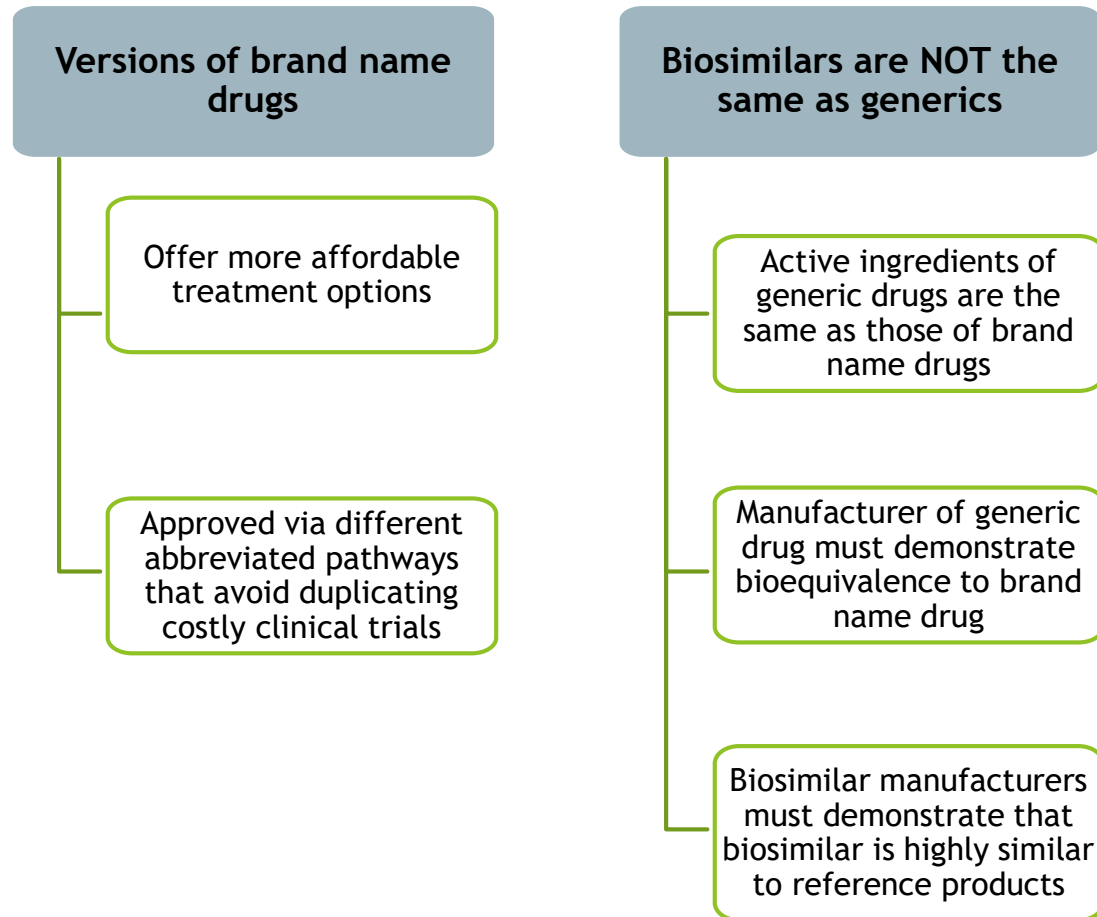 Versions of brand name
drugs
Offer more affordable
treatment options
Approved via different
abbreviated pathways
that avoid duplicating
costly clinical trials
Biosimilars are NOT the
same as generics
Active ingredients of
generic drugs are the
same as those of brand
name drugs
Manufacturer of generic
drug must demonstrate
bioequivalence to brand
name drug
Biosimilar manufacturers
must demonstrate that
biosimilar is highly similar
to reference products